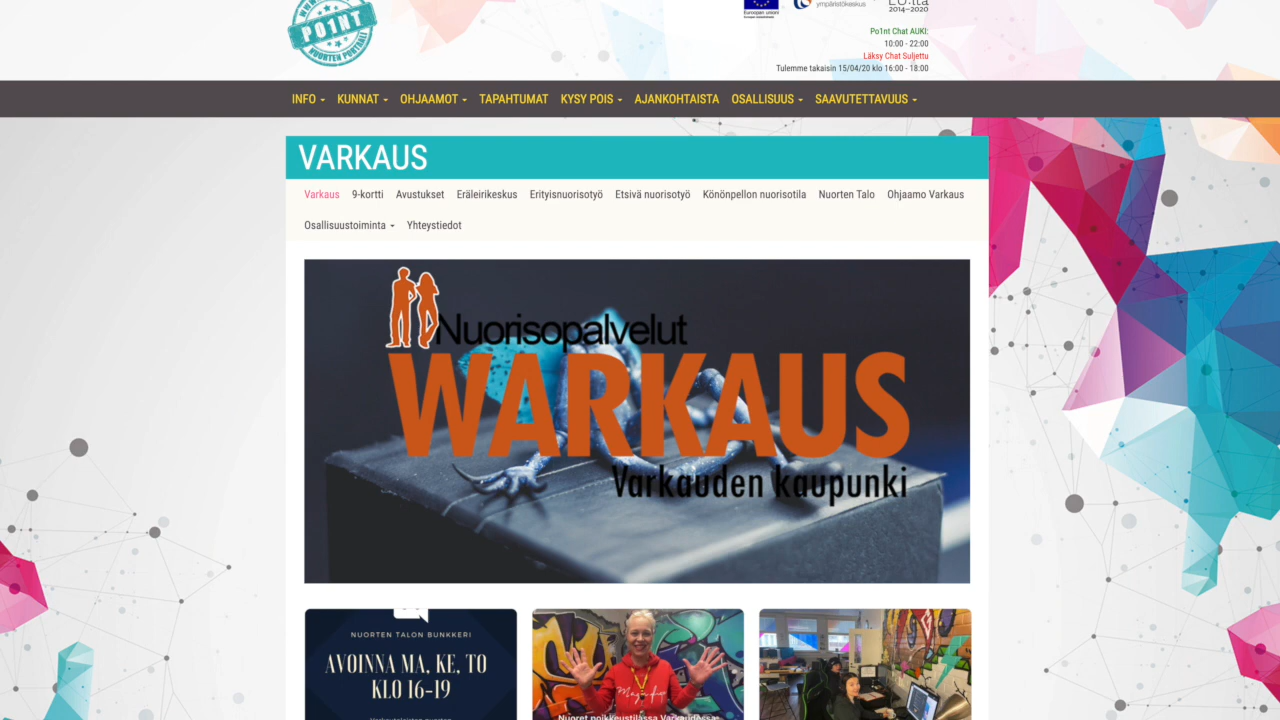 PO1NT
NUORTEN PORTAALI
Euroopan unioni
ympäristökeskus
2014–2020
Po1nt Chat AUKI:
10:00 - 22:00
Läksy Chat Suljettu
Tulemme takaisin 15/04/20 klo 16:00 - 18:00
INFO KUNNAT OHJAAMOT TAPAHTUMAT KYSY POIS AJANKOHTAISTA OSALLISUUS SAAVUTETTAVUUS
VARKAUS
Varkaus 9-kortti Avustukset Eräleirikeskus Erityisnuorisotyö Etsivä nuorisotyö Könönpellon nuorisotila Nuorten Talo Ohjaamo Varkaus
Osallisuustoiminta Yhteystiedot
Nuorisopalvelut
WARKAUS
Varkauden kaupunki
NUORTEN TALON BUNKKERI
AVOINNA MA, KE, TO
KLO 16-19
Nuoret poikkeustilassa Varkaudessa: